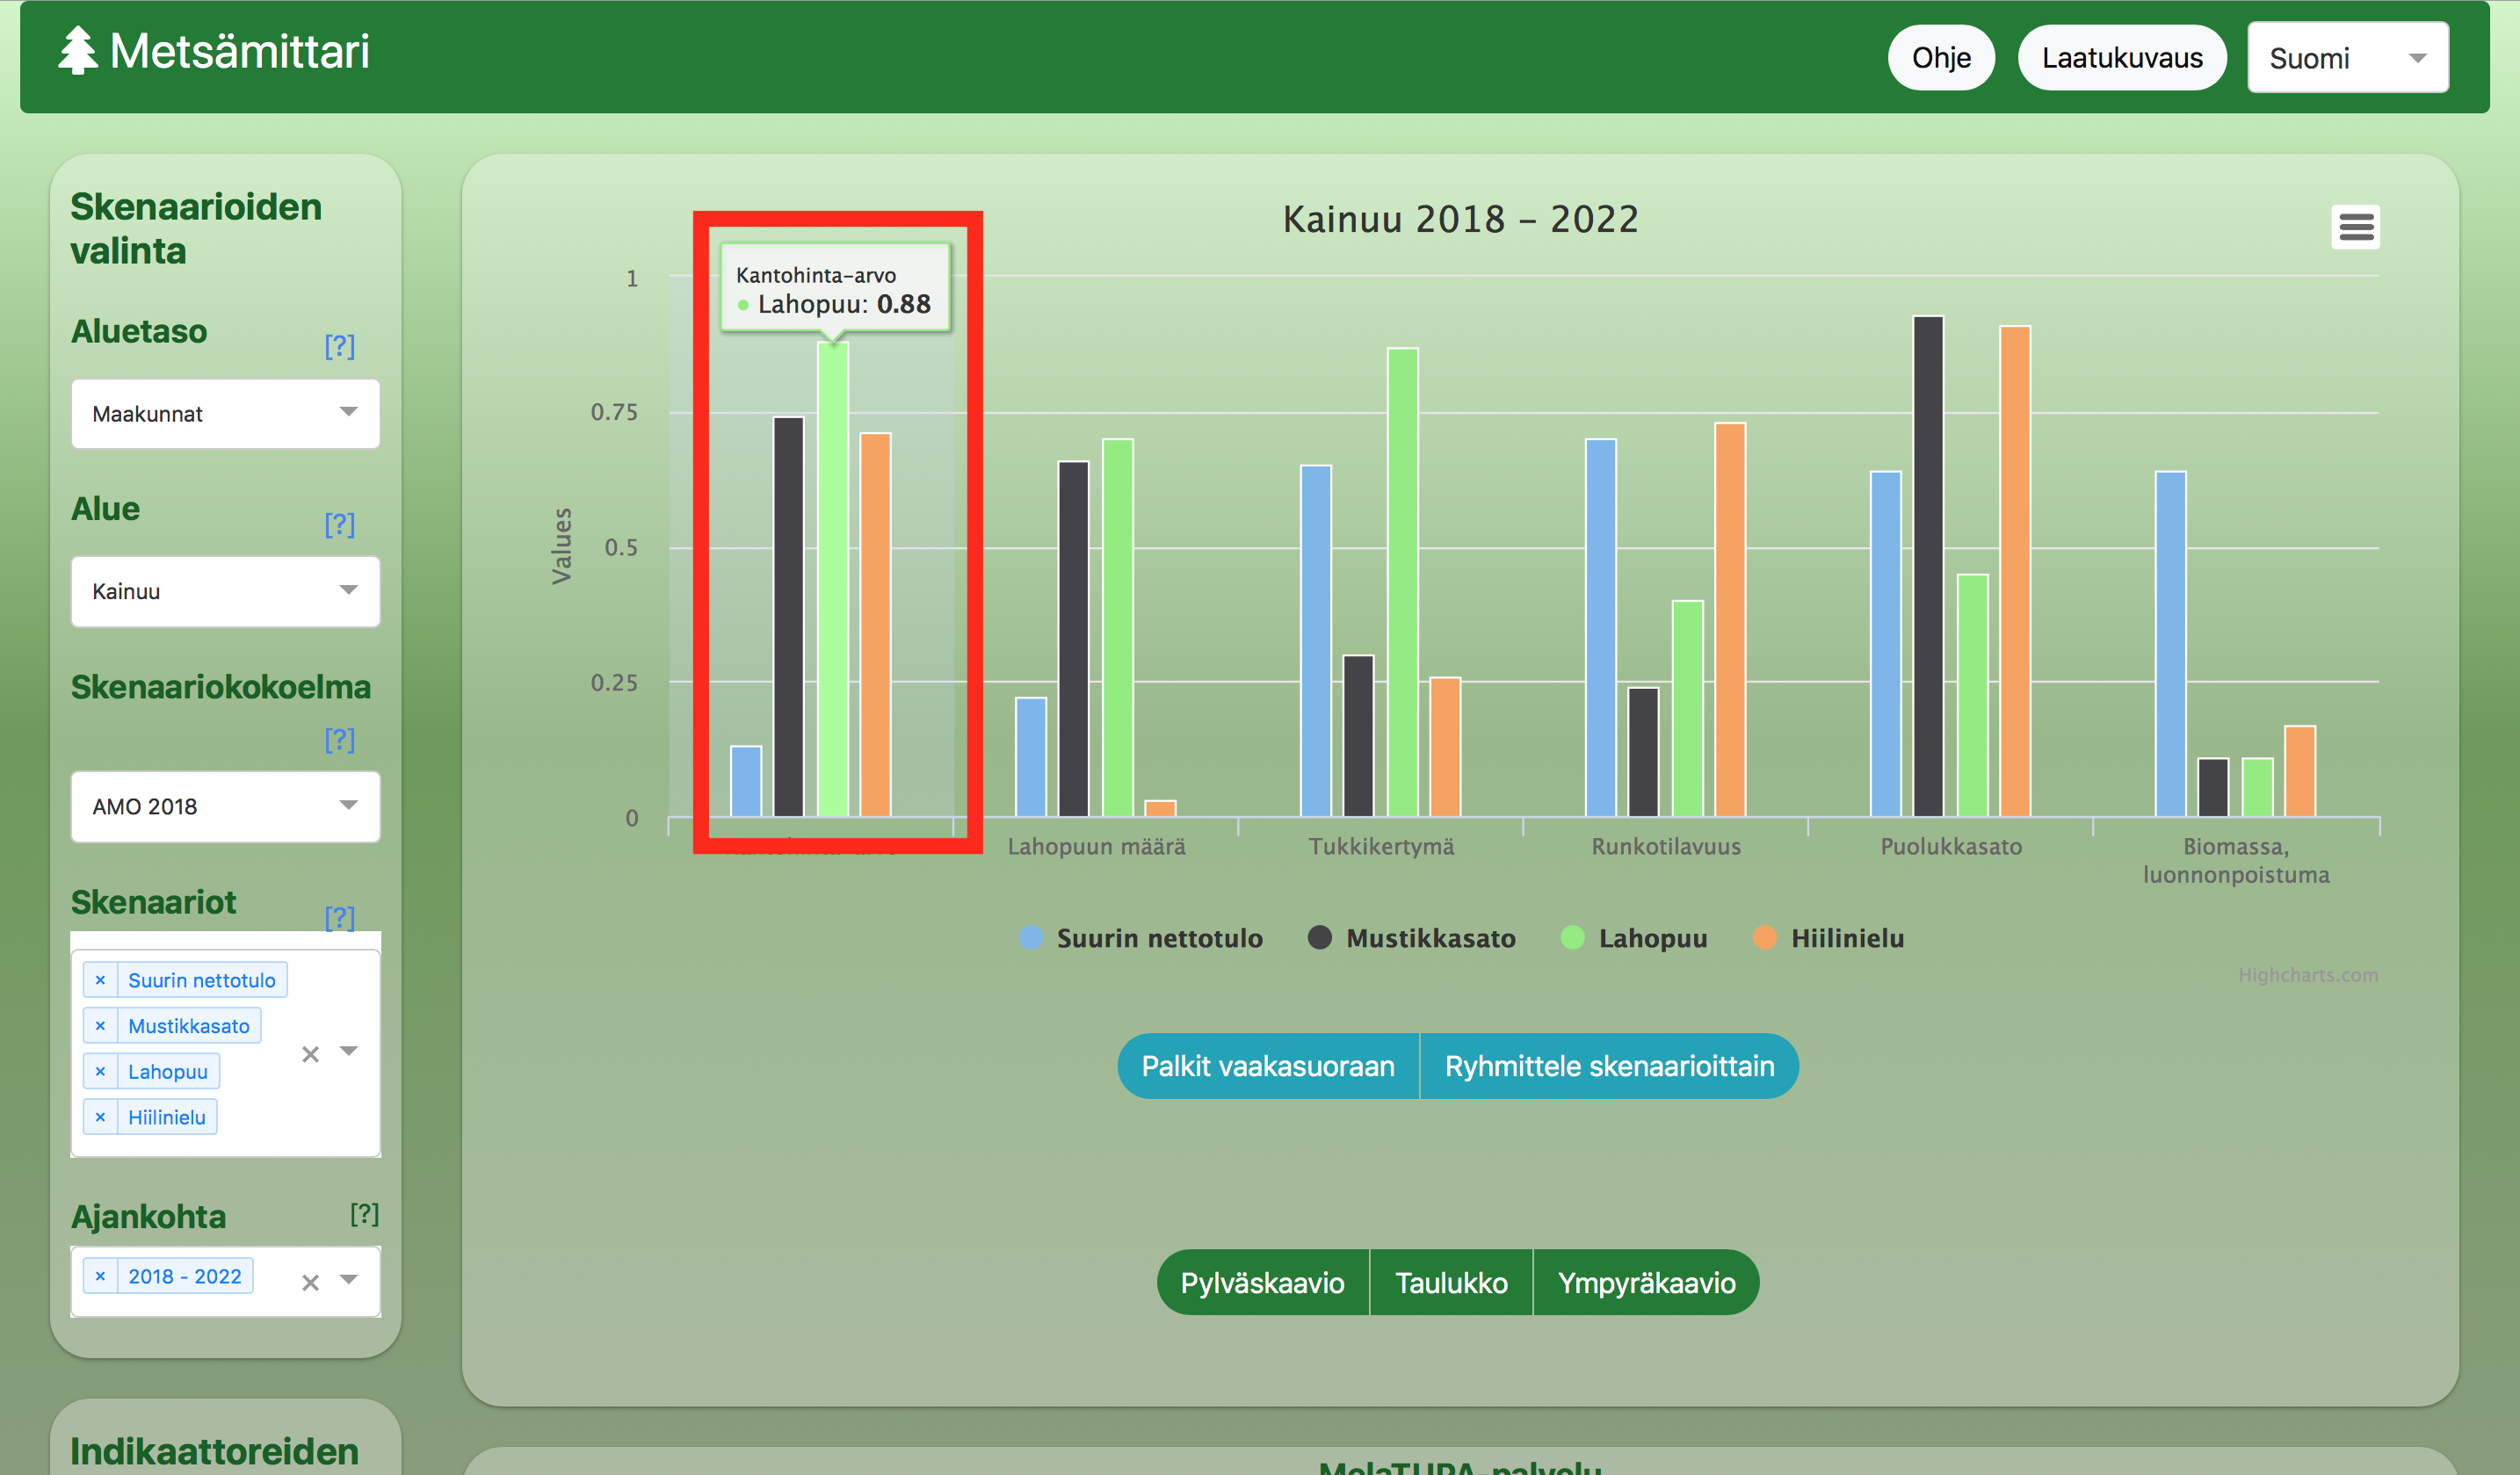 Metsämittari
Ohje
Laatukuvaus
Suomi
Skenaarioiden
valinta
Aluetaso
[?]
Maakunnat
Alue
[?]
Kainuu
Skenaariokokoelma
[?]
AMO 2018
Skenaariot
[?]
× Suurin nettotulo
× Mustikkasato
× Lahopuu
× Hiilinielu
Ajankohta [?]
× 2018 - 2022
Indikaattoreiden
Kainuu 2018 – 2022
Kantohinta-arvo
Lahopuu: 0.88
Values
1
0.75
0.5
0.25
0
Lahopuun määrä
Tukkikertymä
Runkotilavuus
Puolukkasato
Biomassa,
luonnonpoistuma
Suurin nettotulo
Mustikkasato
Lahopuu
Hiilinielu
Highcharts.com
Palkit vaakasuoraan
Ryhmittele skenaarioittain
Pylväskaavio
Taulukko
Ympyräkaavio
MelaTUPA-palvelu